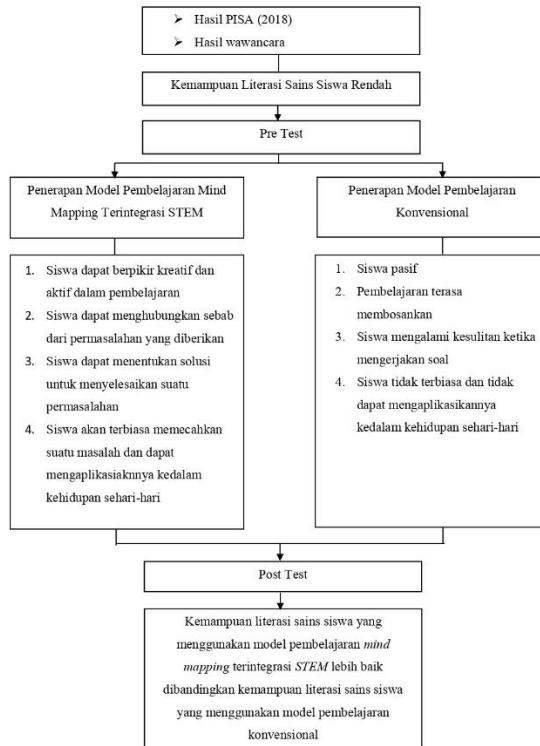 ➢ Hasil PISA (2018)
➢ Hasil wawancara
Kemampuan Literasi Sains Siswa Rendah
Pre Test
Penerapan Model Pembelajaran Mind
Mapping Terintegrasi STEM
1. Siswa dapat berpikir kreatif dan
aktif dalam pembelajaran
2. Siswa dapat menghubungkan sebab
dari permasalahan yang diberikan
3. Siswa dapat menentukan solusi
untuk menyelesaikan suatu
permasalahan
4. Siswa akan terbiasa memecahkan
suatu masalah dan dapat
mengaplikasiaknnya kedalam
kehidupan sehari-hari
Penerapan Model Pembelajaran
Konvensional
1. Siswa pasif
2. Pembelajaran terasa
membosankan
3. Siswa mengalami kesulitan ketika
mengerjakan soal
4. Siswa tidak terbiasa dan tidak
dapat mengaplikasikannya
kedalam kehidupan sehari-hari
Post Test
Kemampuan literasi sains siswa yang
menggunakan model pembelajaran mind
mapping terintegrasi STEM lebih baik
dibandingkan kemampuan literasi sains siswa
yang menggunakan model pembelajaran
konvensional